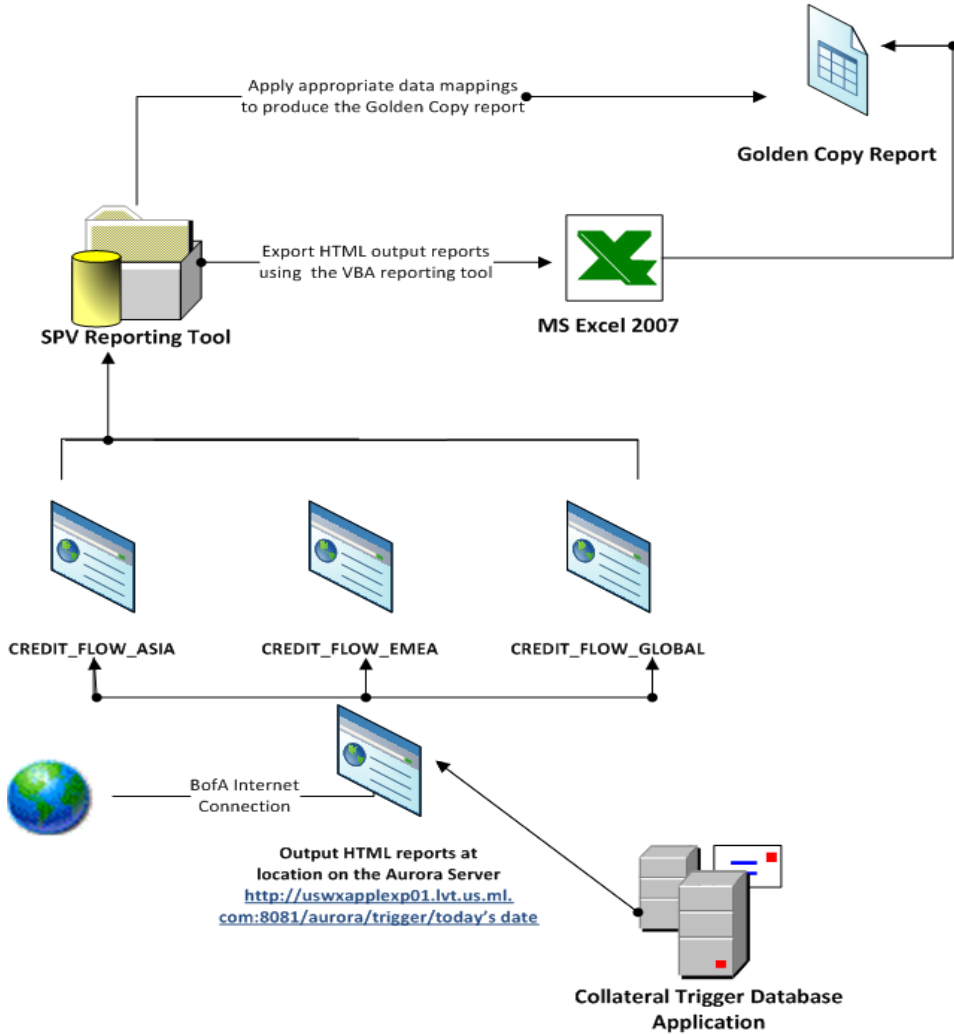 Apply appropriate data mappings
to produce the Golden Copy report
Golden Copy Report
Export HTML output reports
using the VBA reporting tool
SPV Reporting Tool
MS Excel 2007
CREDIT_FLOW_ASIA
CREDIT_FLOW_EMEA
CREDIT_FLOW_GLOBAL
BofA Internet
Connection
Output HTML reports at
location on the Aurora Server
http://uswxapplexp01.lvt.us.ml.
com:8081/aurora/trigger/today's date
Collateral Trigger Database
Application